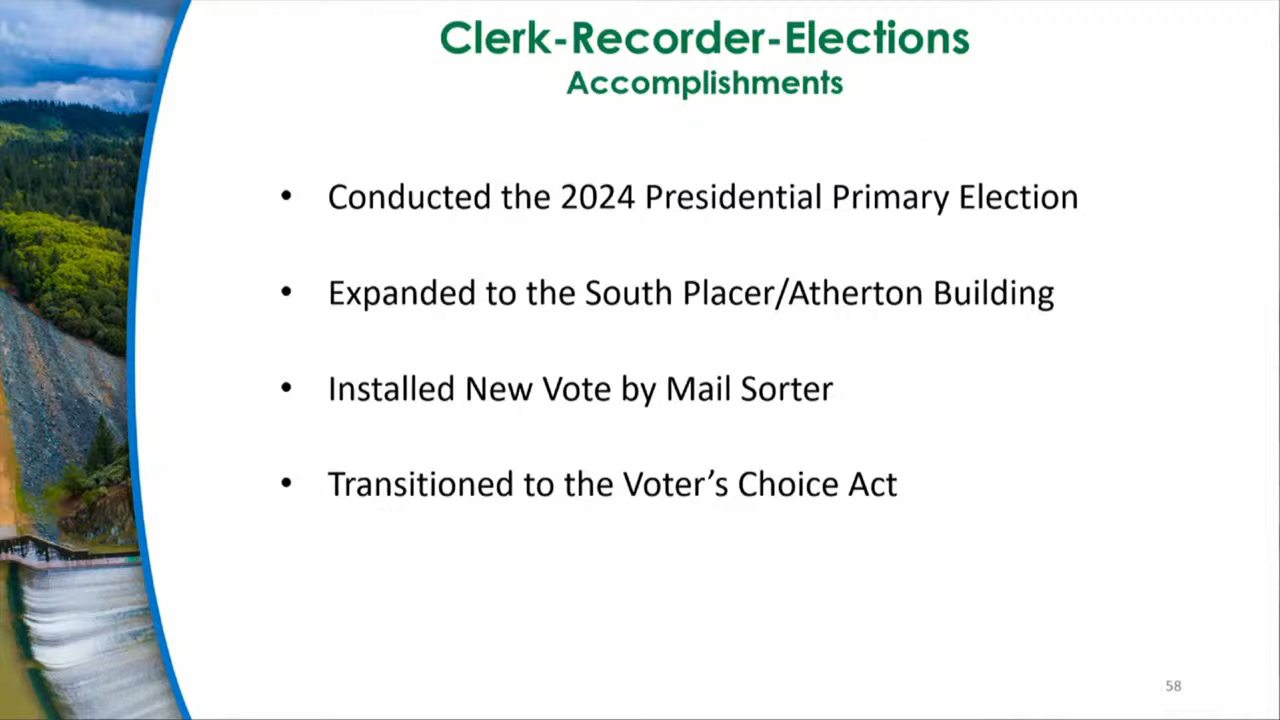 Clerk-Recorder-Elections
Accomplishments
• Conducted the 2024 Presidential Primary Election
• Expanded to the South Placer/Atherton Building
• Installed New Vote by Mail Sorter
• Transitioned to the Voter’s Choice Act
58